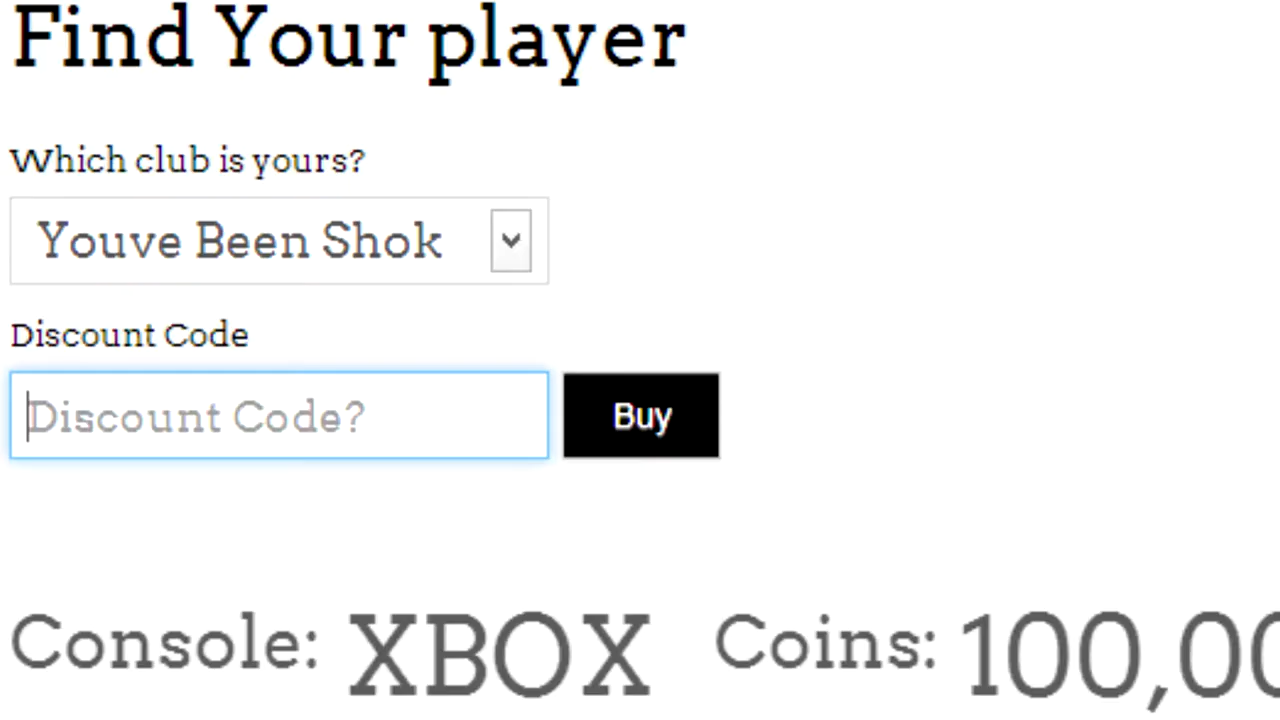 Find Your player
Which club is yours?
Youve Been Shok
Discount Code
Discount Code?
Buy
Console: XBOX Coins: 100,00